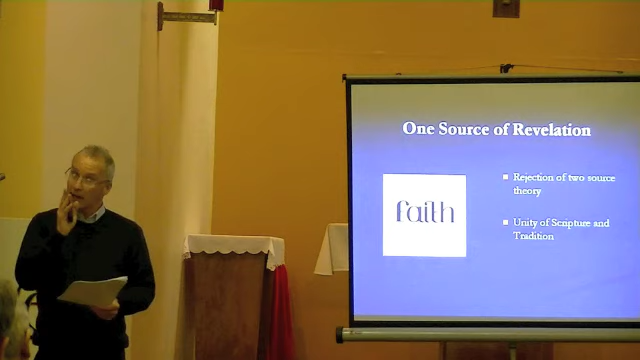 One Source of Revelation
faith
Rejection of two source
theory
Unity of Scripture and
Tradition